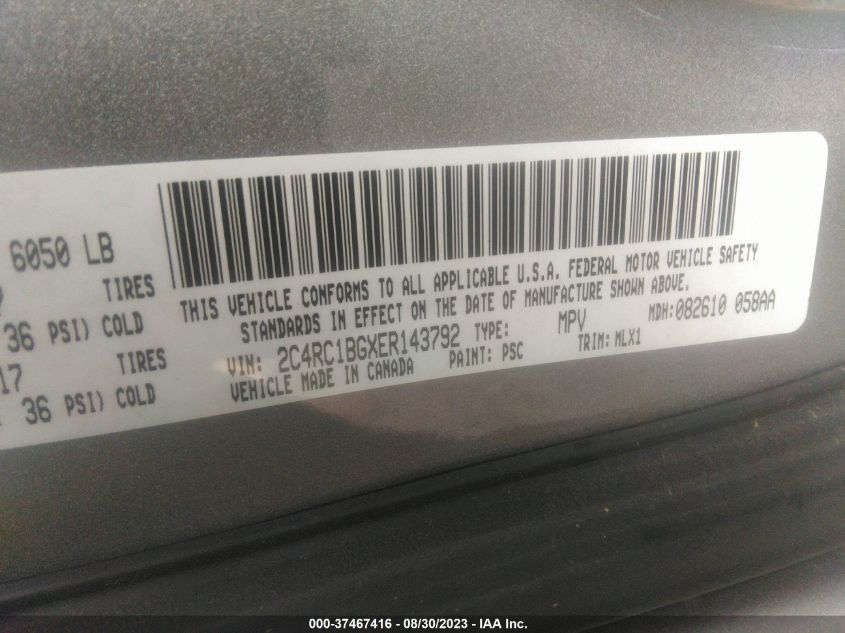 6050 LB
TIRES
36 PSI) COLD
17 TIRES
36 PSI) COLD
THIS VEHICLE CONFORMS TO ALL APPLICABLE U.S.A. FEDERAL MOTOR VEHICLE SAFETY
STANDARDS IN EFFECT ON THE DATE OF MANUFACTURE SHOWN ABOVE.
VIN: 2C4RC1BGXER143792 TYPE: MPV MDH:082610 058AA
VEHICLE MADE IN CANADA PAINT: PSC TRIM: MLX1
000-37467416 - 08/30/2023 - IAA Inc.